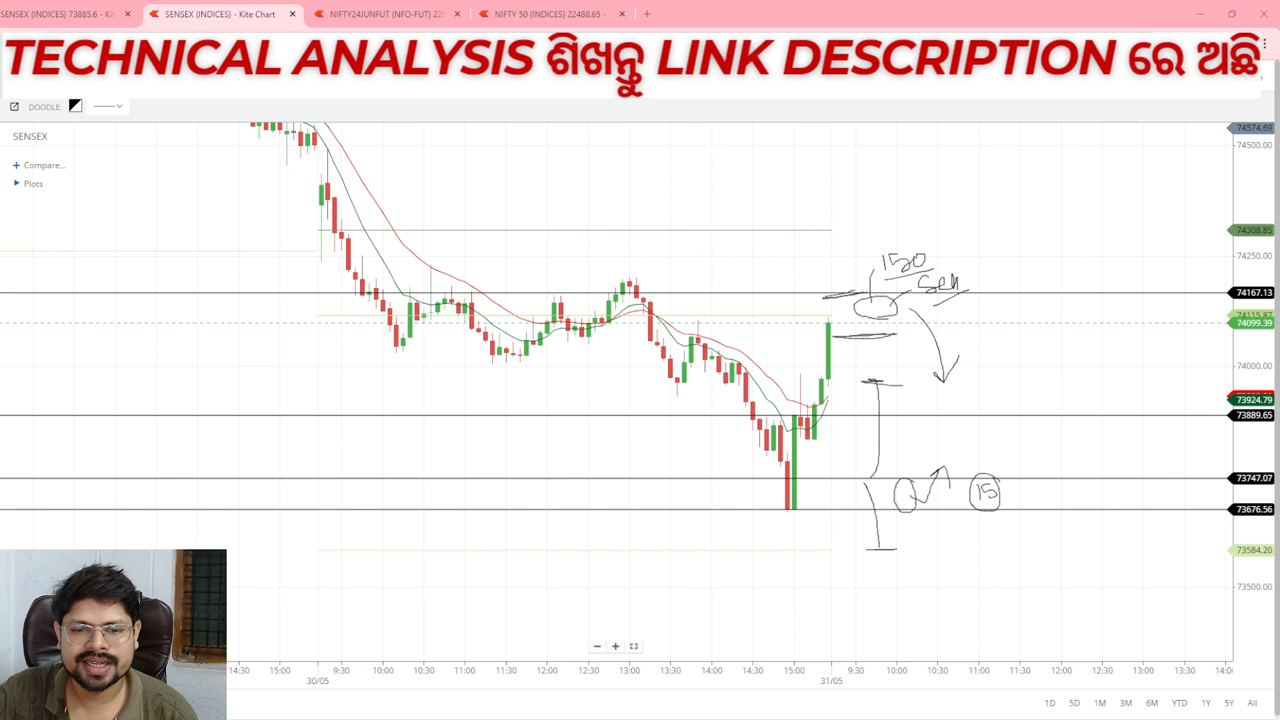 SENSEX (INDICES) 73885.6 - Ki
SENSEX (INDICES) - Kite Chart
NIFTY24JUNFUT (NFO-FUT) 22
NIFTY 50 (INDICES) 22488.65 -
TECHNICAL ANALYSIS ଶିଖନ୍ତୁ LINK DESCRIPTION ରେ ଅଛି
DOODLE:
SENSEX
+ Compare...
Plots
74574.69
74500.00
74308.85
74250.00
74167.13
74115.87
74099.39
74000.00
73924.79
73889.65
73747.07
73676.56
73584.20
73500.00
150
Sen
15
14:30 15:00 9:30 10:00 10:30 11:00 11:30 12:00 12:30 13:00 13:30 14:00 14:30 15:00 9:30 10:00 10:30 11:00 11:30 12:00 12:30 13:00 13:30 14:0
30/05 31/05
1D 5D 1M 3M 6M YTD 1Y 5Y All